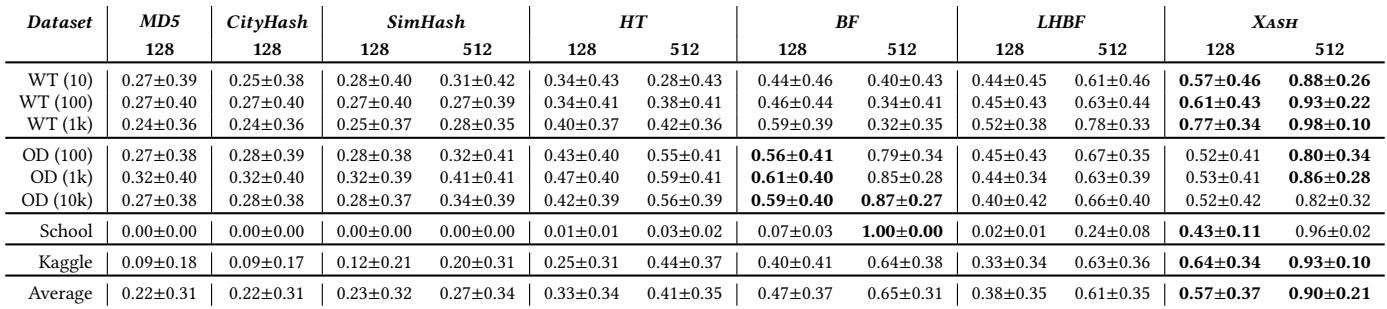 Dataset MD5 CityHash SimHash HT BF LHBF XASH
128 128 128 512 128 512 128 512 128 512 128 512
WT (10) 0.27±0.39 0.25±0.38 0.28±0.40 0.31±0.42 0.34±0.43 0.28±0.43 0.44±0.46 0.40±0.43 0.44±0.45 0.61±0.46 0.57±0.46 0.88±0.26
WT (100) 0.27±0.40 0.27±0.40 0.27±0.40 0.27±0.39 0.34±0.41 0.38±0.41 0.46±0.44 0.34±0.41 0.45±0.43 0.63±0.44 0.61±0.43 0.93±0.22
WT (1k) 0.24±0.36 0.24±0.36 0.25±0.37 0.28±0.35 0.40±0.37 0.42±0.36 0.59±0.39 0.32±0.35 0.52±0.38 0.78±0.33 0.77±0.34 0.98±0.10
OD (100) 0.27±0.38 0.28±0.39 0.28±0.38 0.32±0.41 0.43±0.40 0.55±0.41 0.56±0.41 0.79±0.34 0.45±0.43 0.67±0.35 0.52±0.41 0.80±0.34
OD (1k) 0.32±0.40 0.32±0.40 0.32±0.39 0.41±0.41 0.47±0.40 0.59±0.41 0.61±0.40 0.85±0.28 0.44±0.34 0.63±0.39 0.53±0.41 0.86±0.28
OD (10k) 0.27±0.38 0.28±0.38 0.28±0.37 0.34±0.39 0.42±0.39 0.56±0.39 0.59±0.40 0.87±0.27 0.40±0.42 0.66±0.40 0.52±0.42 0.82±0.32
School 0.00±0.00 0.00±0.00 0.00±0.00 0.00±0.00 0.01±0.01 0.03±0.02 0.07±0.03 1.00±0.00 0.02±0.01 0.24±0.08 0.43±0.11 0.96±0.02
Kaggle 0.09±0.18 0.09±0.17 0.12±0.21 0.20±0.31 0.25±0.31 0.44±0.37 0.40±0.41 0.64±0.38 0.33±0.34 0.63±0.36 0.64±0.34 0.93±0.10
Average 0.22±0.31 0.22±0.31 0.23±0.32 0.27±0.34 0.33±0.34 0.41±0.35 0.47±0.37 0.65±0.31 0.38±0.35 0.61±0.35 0.57±0.37 0.90±0.21